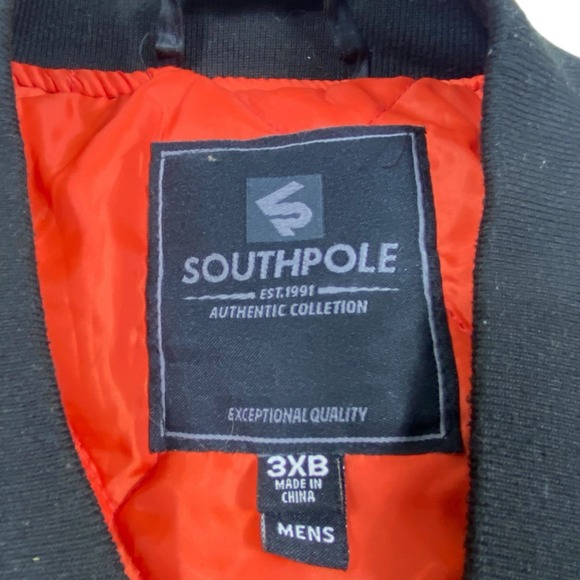 SOUTHPOLE
EST.1991
AUTHENTIC COLLETION
EXCEPTIONAL QUALITY
3XB
MADE IN
CHINA
MENS